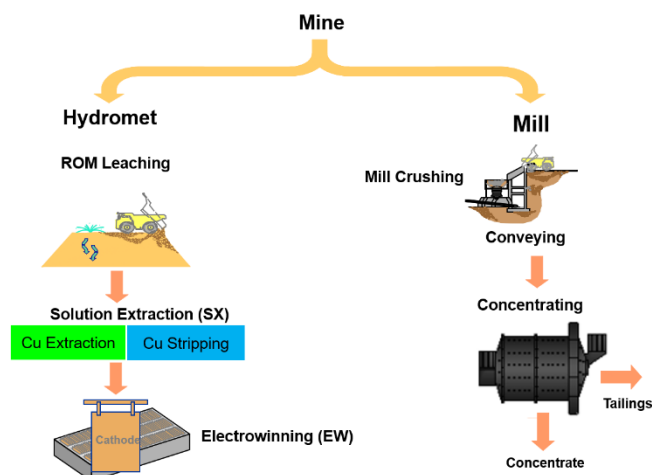 Mine
Hydromet
ROM Leaching
Solution Extraction (SX)
Cu Extraction
Cu Stripping
Cathode
Electrowinning (EW)
Mill
Mill Crushing
Conveying
Concentrating
Tailings
Concentrate